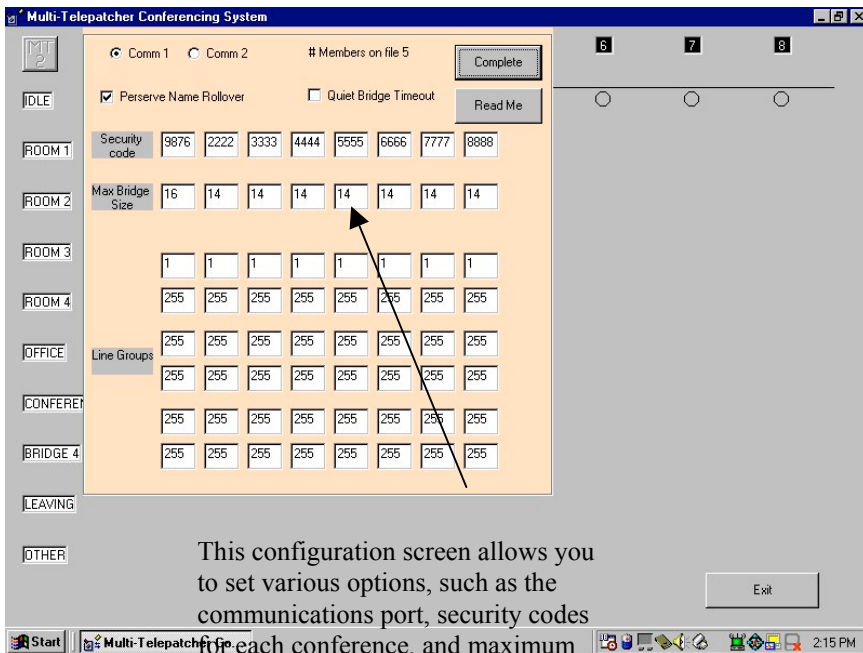 Multi-Telepatcher Conferencing System
MT
2
Comm 1 Comm 2 # Members on file 5 Complete
6 7 8
IDLE
Perserve Name Rollover Quiet Bridge Timeout Read Me
ROOM 1
Security code 9876 2222 3333 4444 5555 6666 7777 8888
ROOM 2
Max Bridge Size 16 14 14 14 14 14 14 14
ROOM 3
1 1 1 1 1 1 1 1
ROOM 4
255 255 255 255 255 255 255 255
OFFICE
Line Groups
255 255 255 255 255 255 255 255
255 255 255 255 255 255 255 255
CONFEREN
255 255 255 255 255 255 255 255
BRIDGE 4
255 255 255 255 255 255 255 255
LEAVING
OTHER
This configuration screen allows you
to set various options, such as the
communications port, security codes
for each conference, and maximum
Exit
Start Multi-Telepatcher Co... 2:15 PM